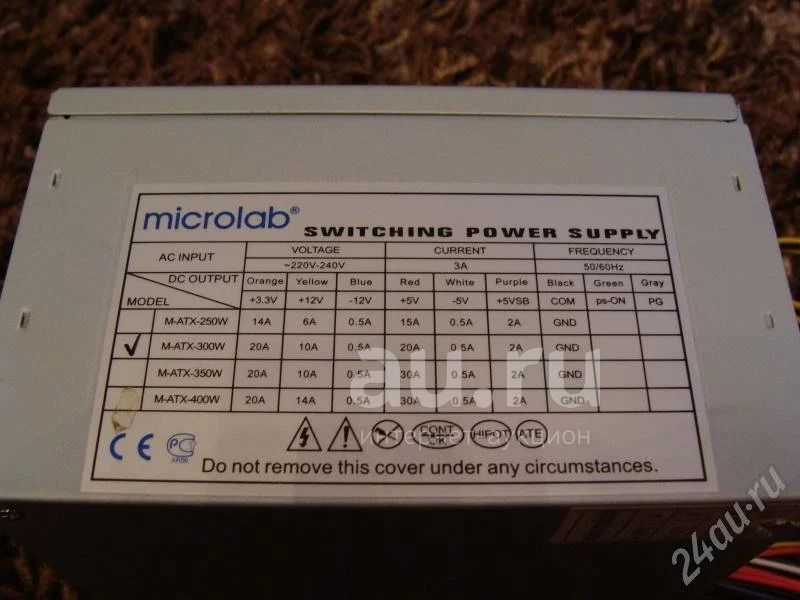 microlab® SWITCHING POWER SUPPLY
AC INPUT VOLTAGE CURRENT FREQUENCY
~220V-240V 3A 50/60Hz
DC OUTPUT Orange Yellow Blue Red White Purple Black Green Gray
MODEL +3.3V +12V -12V +5V -5V +5VSB COM ps-ON PG
M-ATX-250W 14A 6A 0.5A 15A 0.5A 2A GND
✓ M-ATX-300W 20A 10A 0.5A 20A 0.5A 2A GND
M-ATX-350W 20A 10A 0.5A 30A 0.5A 2A GND
M-ATX-400W 20A 14A 0.5A 30A 0.5A 2A GND
au.ru
интернет-аукцион
CE РС АЯ56 CONT OK HIPOT ATE
Do not remove this cover under any circumstances.
24au.ru